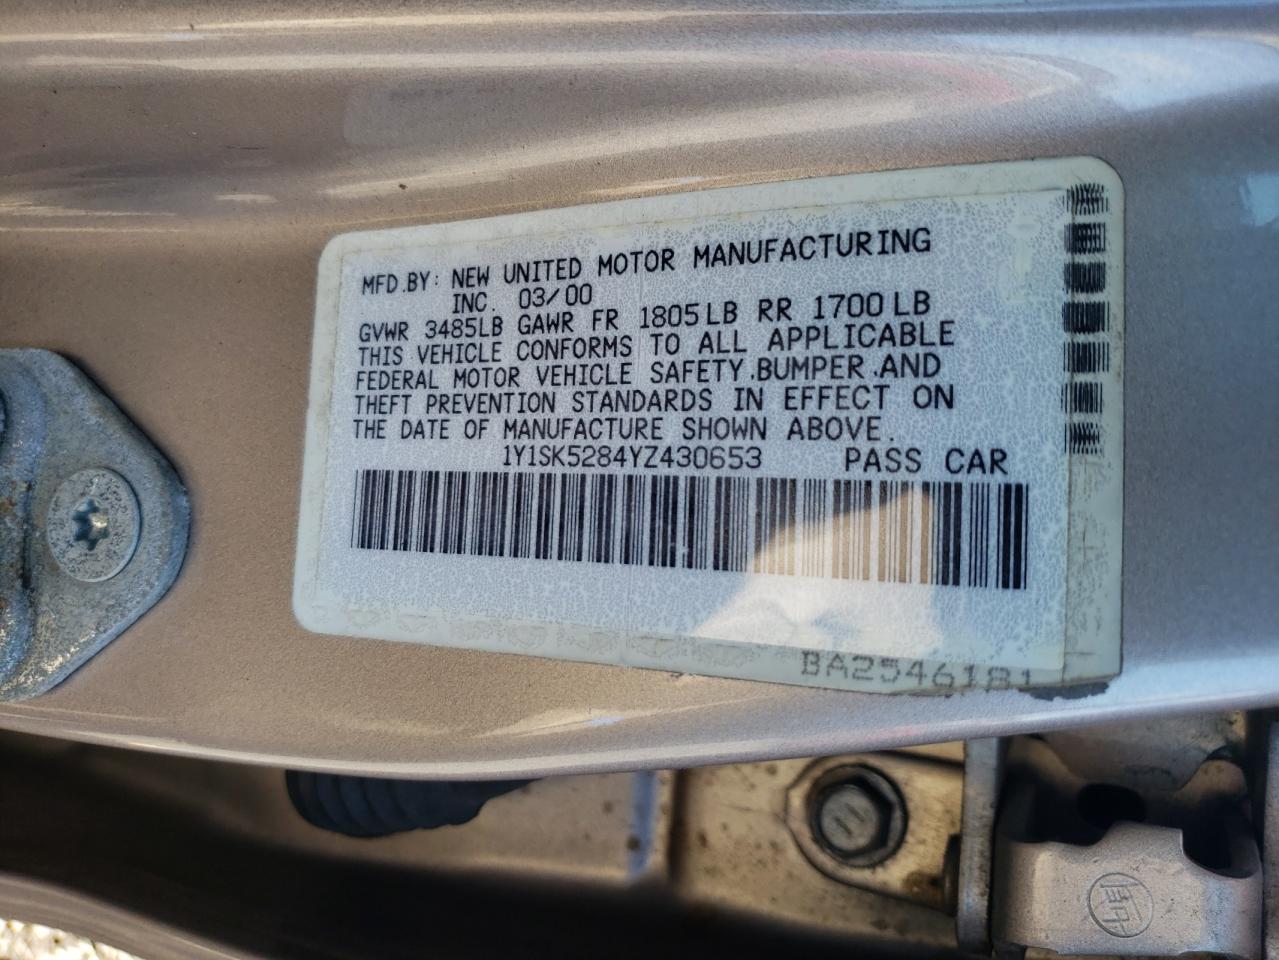 MFD.BY: NEW UNITED MOTOR MANUFACTURING
INC. 03/00
GVWR 3485LB GAWR FR 1805LB RR 1700LB
THIS VEHICLE CONFORMS TO ALL APPLICABLE
FEDERAL MOTOR VEHICLE SAFETY,BUMPER,AND
THEFT PREVENTION STANDARDS IN EFFECT ON
THE DATE OF MANUFACTURE SHOWN ABOVE.
1Y1SK5284YZ430653 PASS CAR
BA2546181